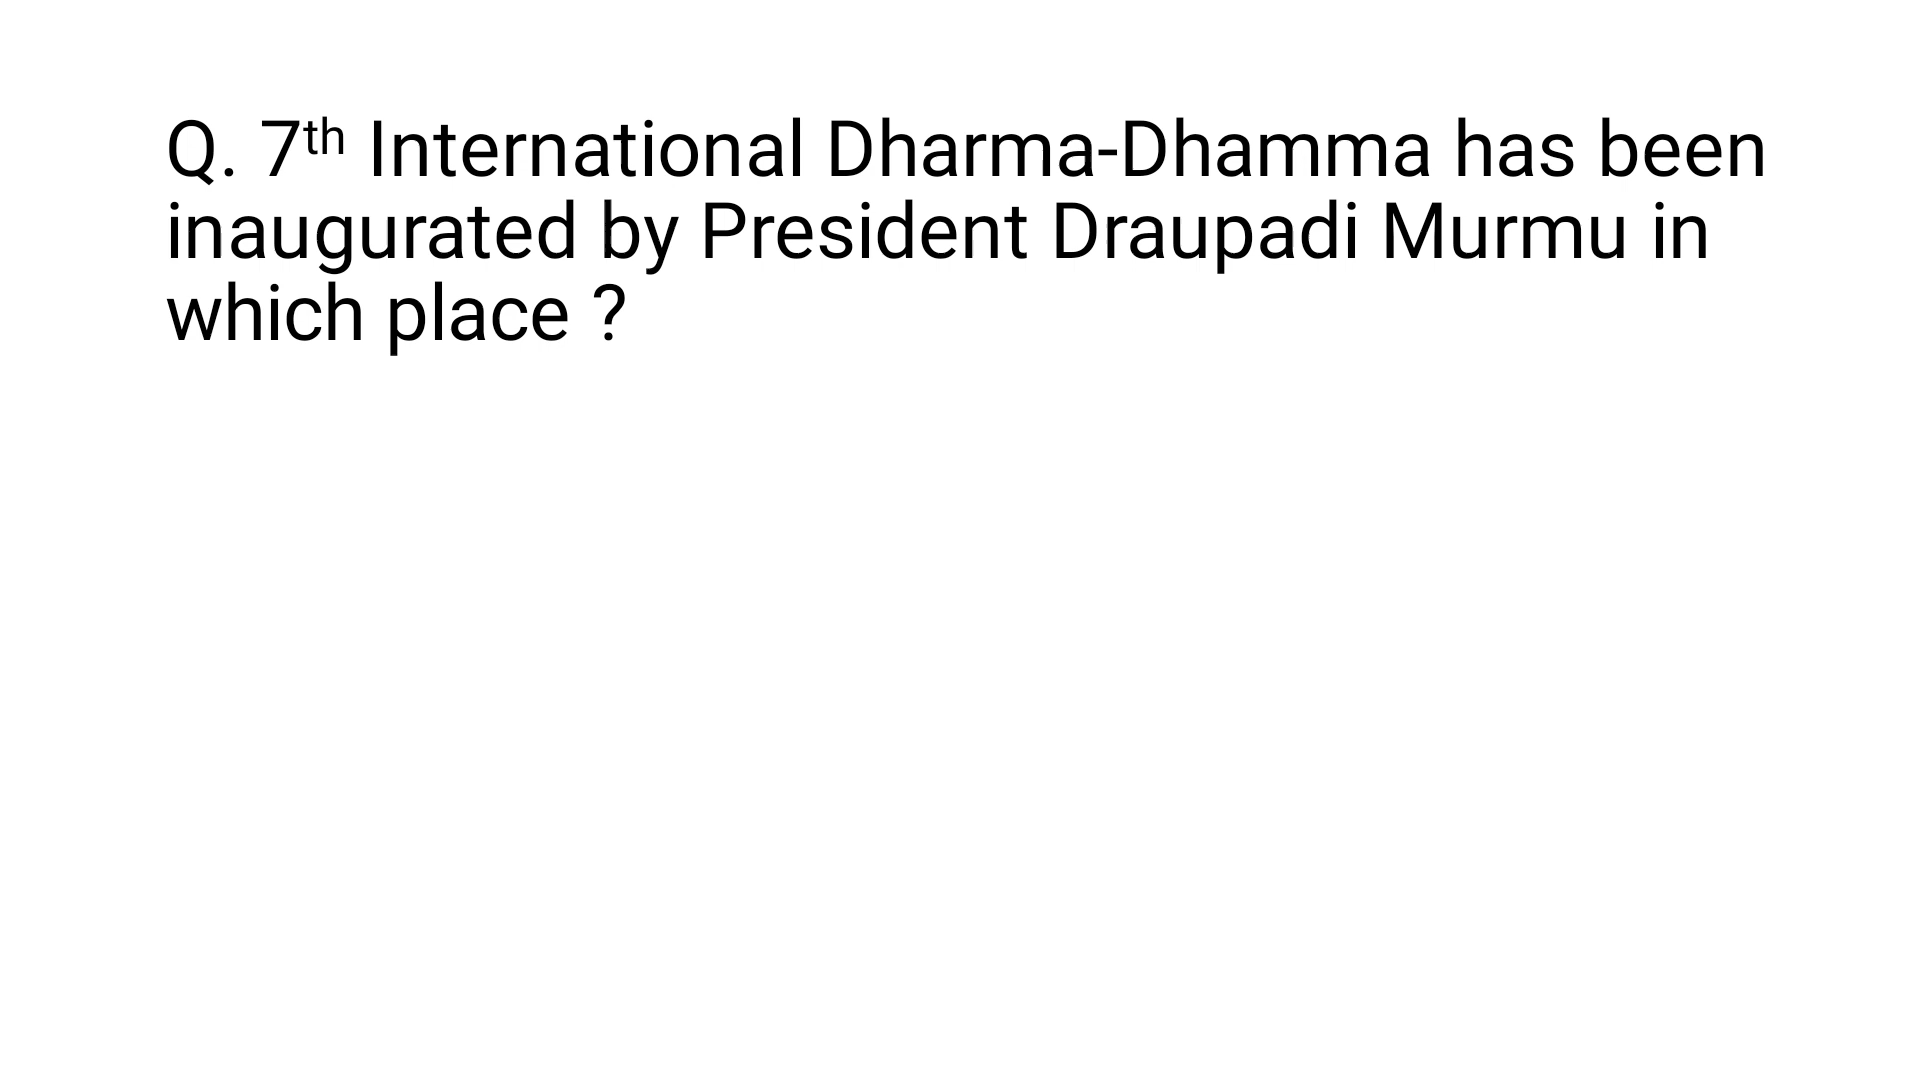 Q. 7th International Dharma-Dhamma has been
inaugurated by President Draupadi Murmu in
which place ?